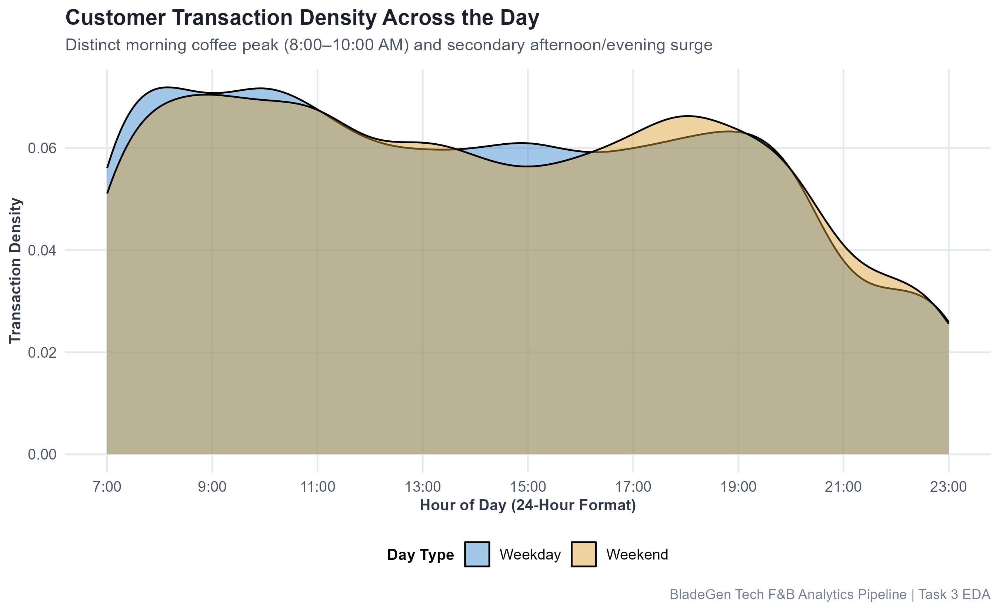 Customer Transaction Density Across the Day
Distinct morning coffee peak (8:00–10:00 AM) and secondary afternoon/evening surge
Transaction Density
0.06
0.04
0.02
0.00
7:00 9:00 11:00 13:00 15:00 17:00 19:00 21:00 23:00
Hour of Day (24-Hour Format)
Day Type Weekday Weekend
BladeGen Tech F&B Analytics Pipeline | Task 3 EDA